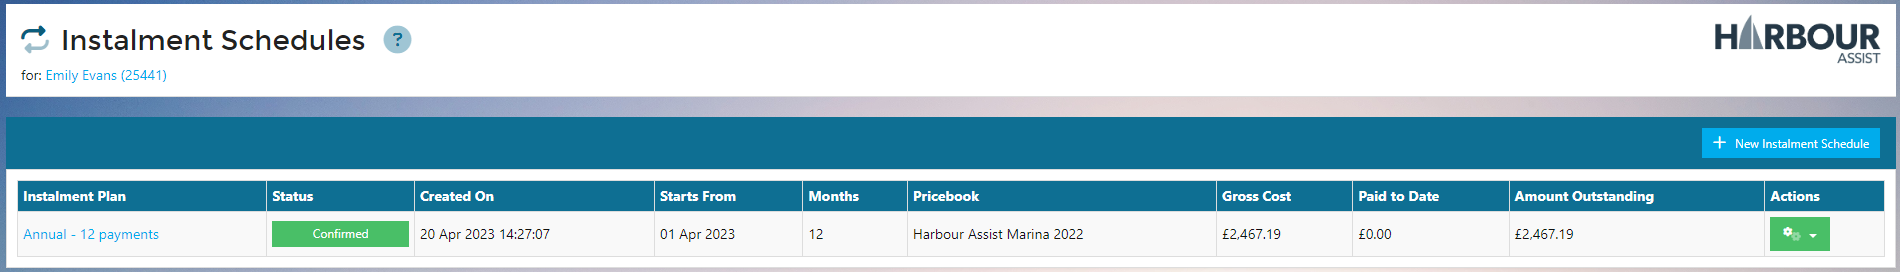 Instalment Schedules ?
for: Emily Evans (25441)
HARBOUR
ASSIST
+ New Instalment Schedule
Instalment Plan Status Created On Starts From Months Pricebook Gross Cost Paid to Date Amount Outstanding Actions
Annual - 12 payments Confirmed 20 Apr 2023 14:27:07 01 Apr 2023 12 Harbour Assist Marina 2022 £2,467.19 £0.00 £2,467.19